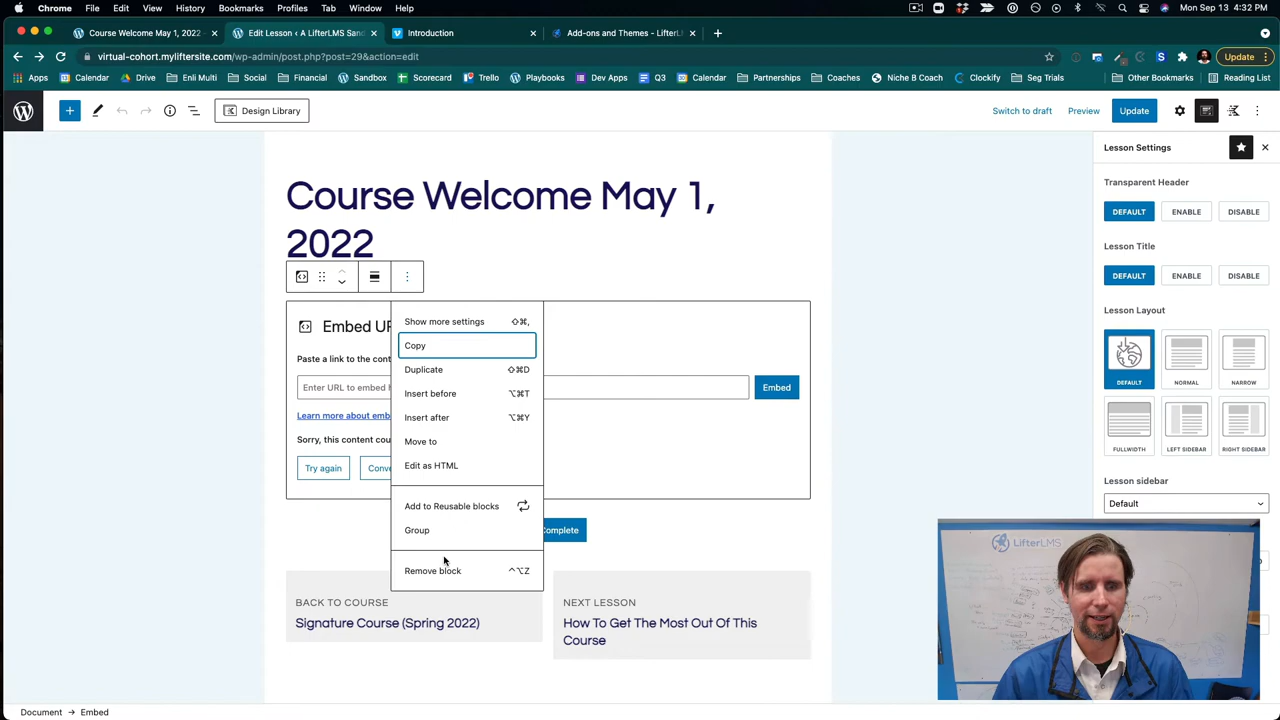 Chrome File Edit View History Bookmarks Profiles Tab Window Help Mon Sep 13 4:32 PM
Course Welcome May 1, 2022 –
Edit Lesson ‹ A LifterLMS Sand
Introduction
Add-ons and Themes - LifterL
virtual-cohort.myliftersite.com/wp-admin/post.php?post=29&action=edit
Update
Apps Calendar Drive Enli Multi Social Financial Sandbox Scorecard Trello Playbooks Dev Apps Q3 Calendar Partnerships Coaches Niche B Coach Clockify Seg Trials Other Bookmarks Reading List
Design Library
Switch to draft Preview Update
Course Welcome May 1,
2022
Embed UR
Paste a link to the cont
Enter URL to embed h
Embed
Learn more about emb
Sorry, this content cou
Try again
Conve
Show more settings ⇧⌘,
Copy
Duplicate ⇧⌘D
Insert before ⌥⌘T
Insert after ⌥⌘Y
Move to
Edit as HTML
Add to Reusable blocks
Group
Remove block ^⌥Z
Complete
BACK TO COURSE
Signature Course (Spring 2022)
NEXT LESSON
How To Get The Most Out Of This
Course
Lesson Settings
Transparent Header
DEFAULT ENABLE DISABLE
Lesson Title
DEFAULT ENABLE DISABLE
Lesson Layout
DEFAULT NORMAL NARROW
FULLWIDTH LEFT SIDEBAR RIGHT SIDEBAR
Lesson sidebar
Default
LifterLMS
Document → Embed